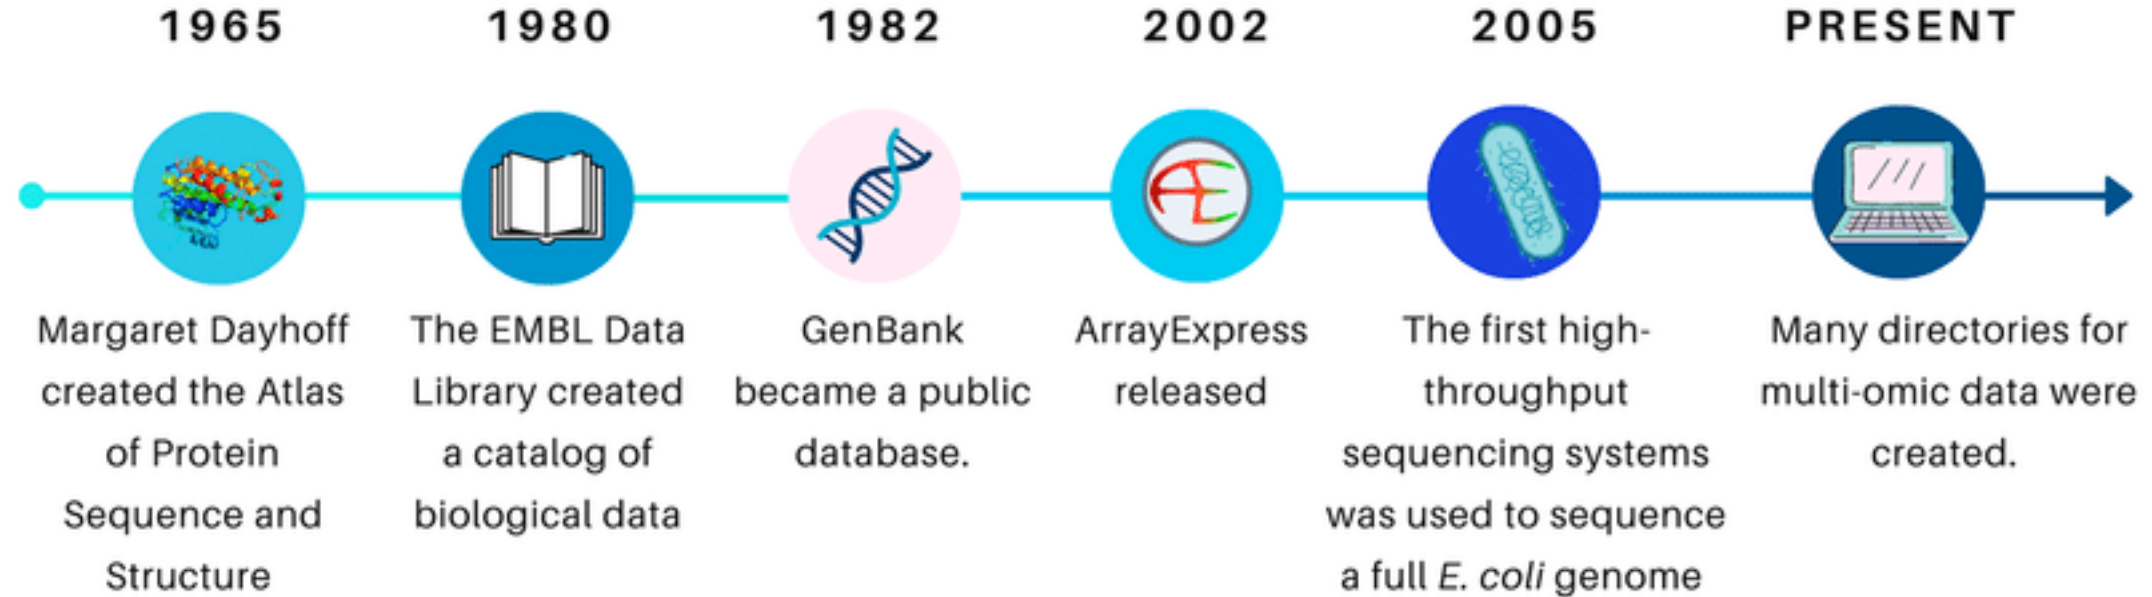 1965
Margaret Dayhoff
created the Atlas
of Protein
Sequence and
Structure
1980
The EMBL Data
Library created
a catalog of
biological data
1982
GenBank
became a public
database.
2002
Æ
ArrayExpress
released
2005
The first high-
throughput
sequencing systems
was used to sequence
a full E. coli genome
PRESENT
Many directories for
multi-omic data were
created.